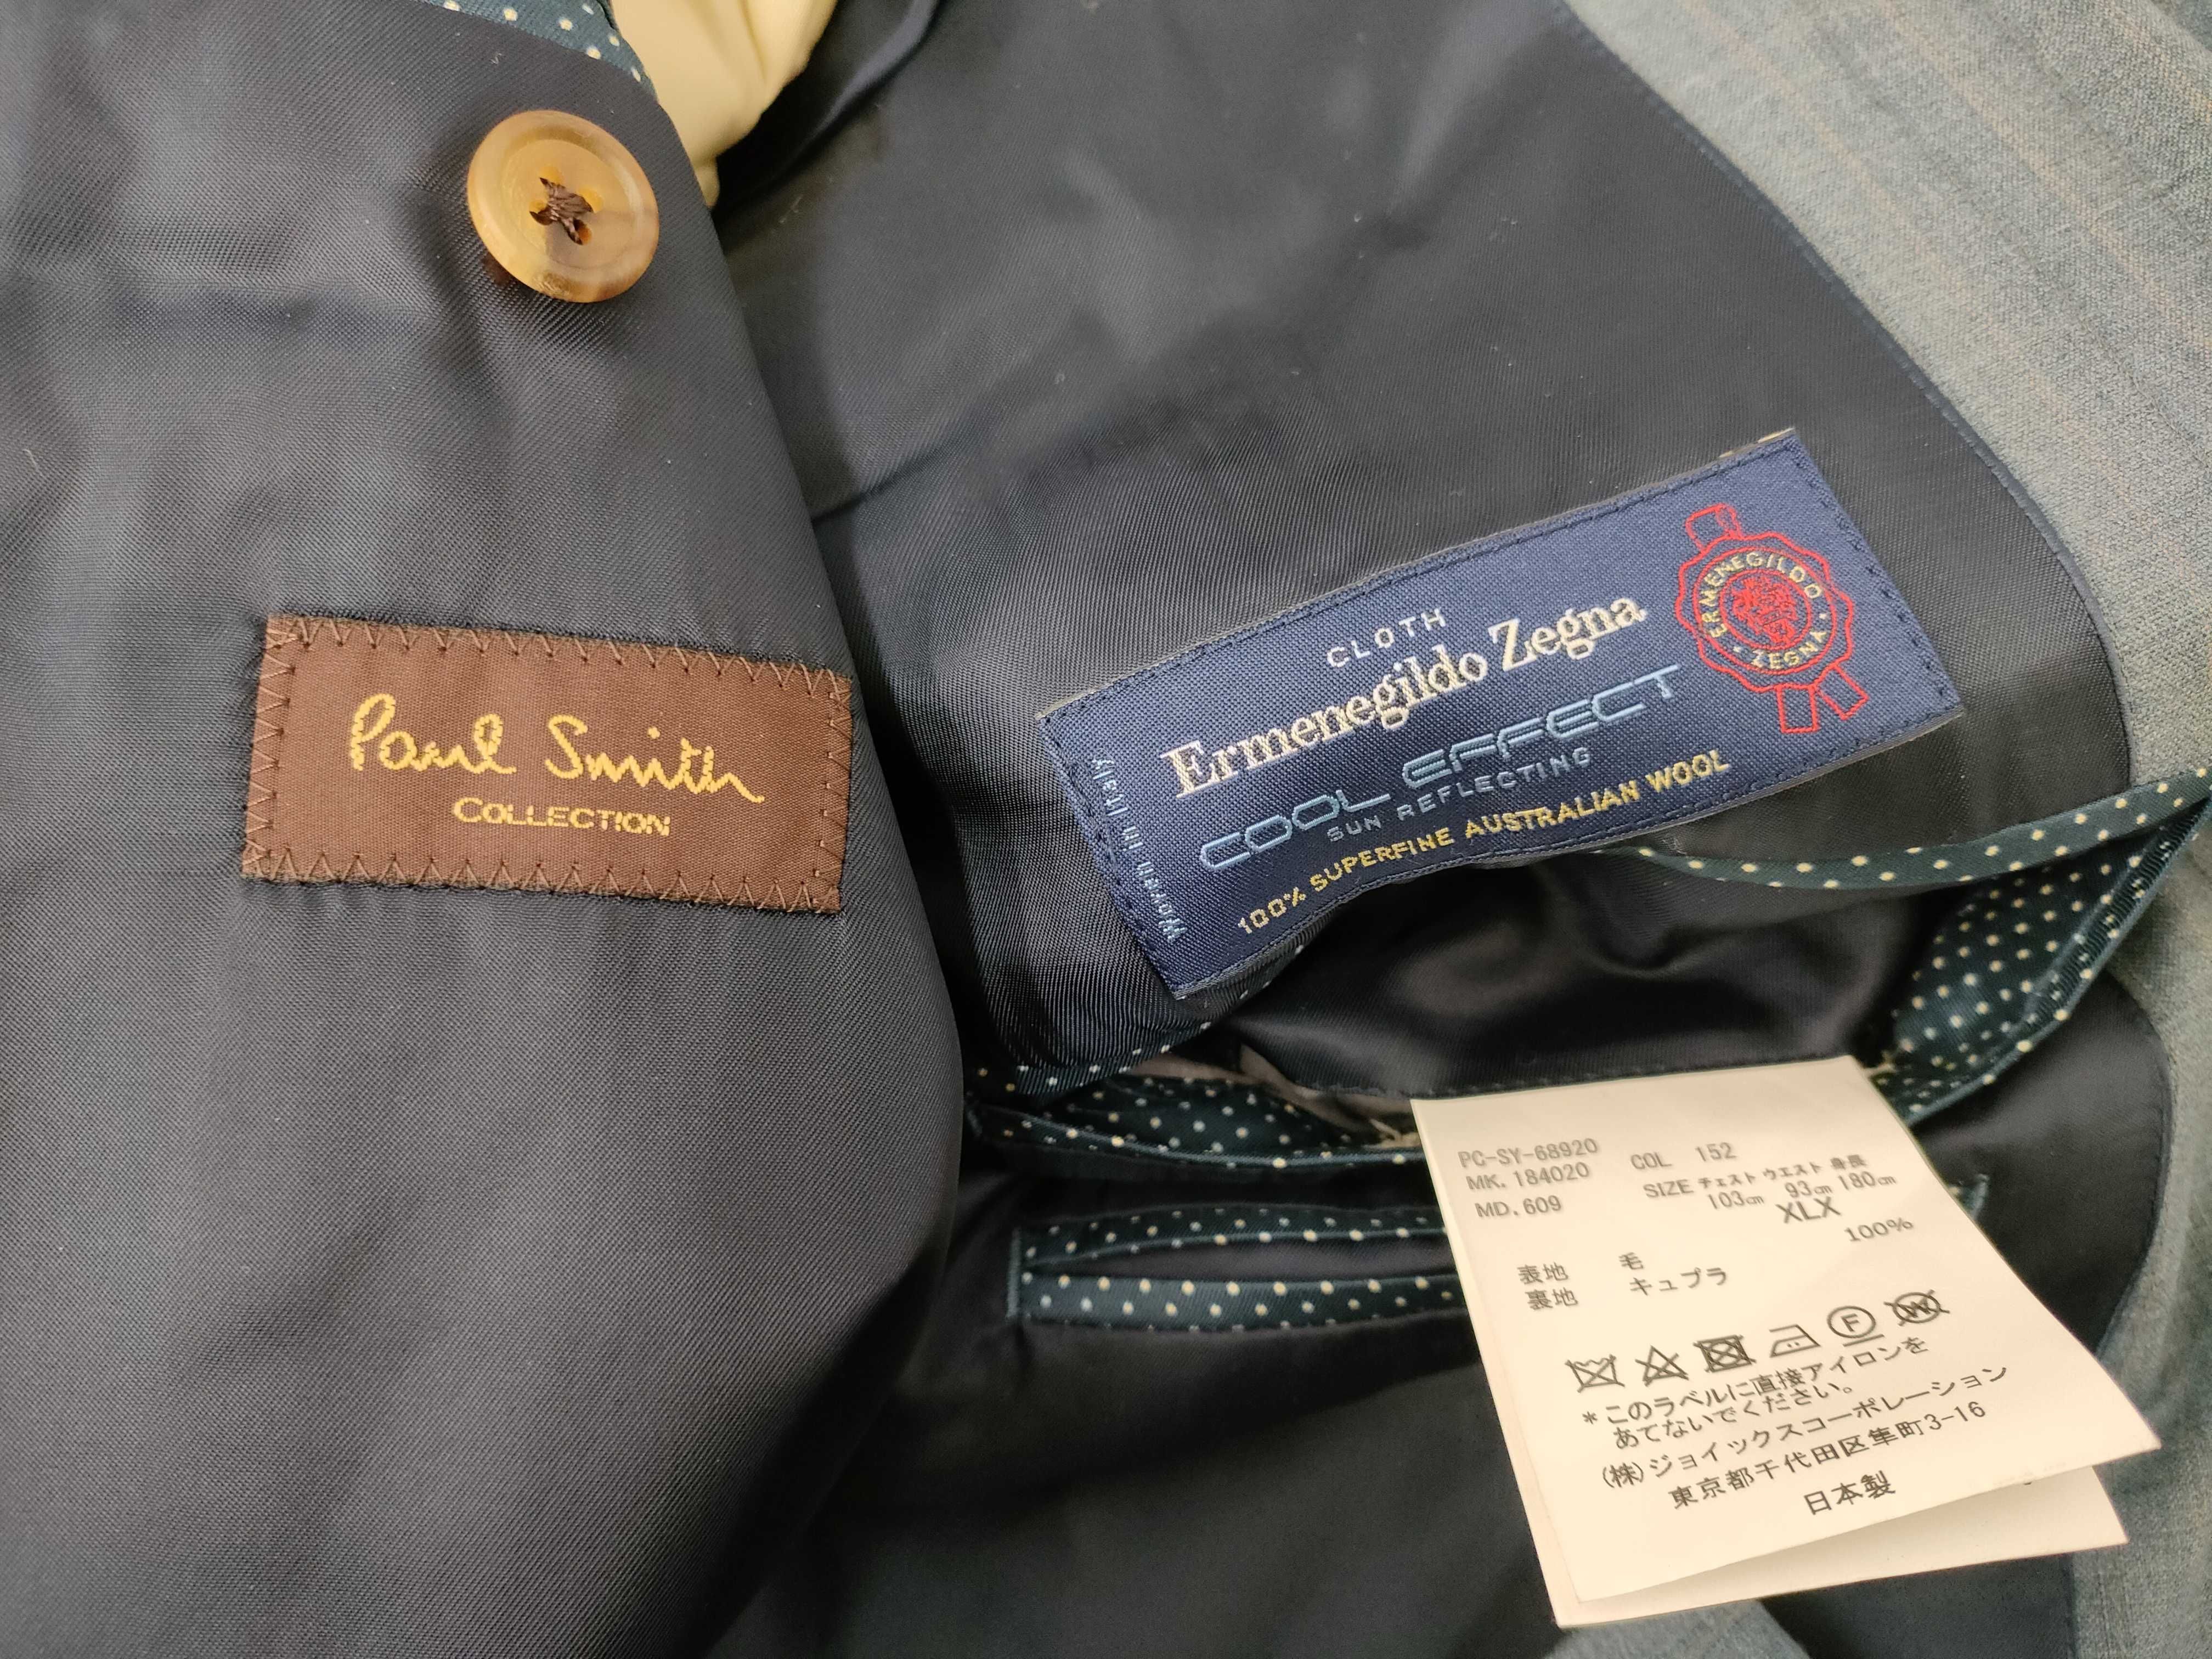 Paul Smith
COLLECTION
CLOTH
Ermenegildo Zegna
COOL EFFECT
SUN REFLECTING
100% SUPERFINE AUSTRALIAN WOOL
Woven in Italy
ERMENEGILDO
ZEGNA
PC-SY-68920 COL 152
MK.184020 SIZE チェスト ウエスト 身長
MD.609 103cm 93cm 180cm
XLX
100%
表地 毛
裏地 キュプラ
F W
*このラベルに直接アイロンを
あてないでください。
(株)ジョイックスコーポレーション
東京都千代田区隼町3-16
日本製